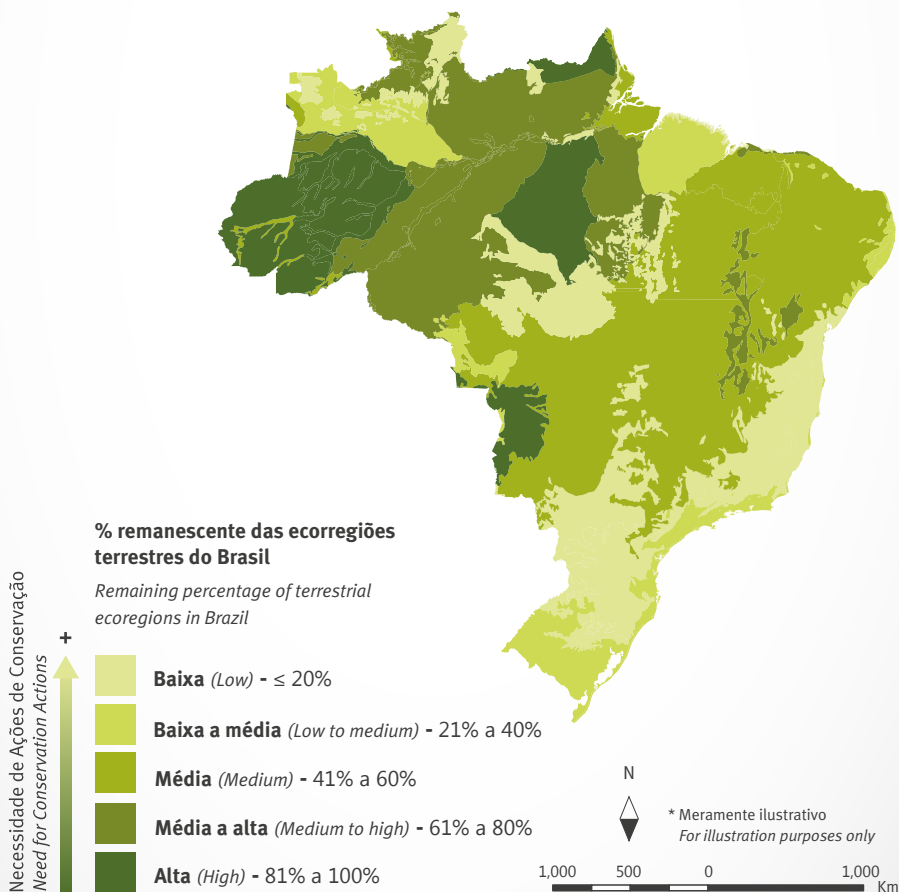 % remanescente das ecorregiões
terrestres do Brasil
Remaining percentage of terrestrial
ecoregions in Brazil
Necessidade de Ações de Conservação
Need for Conservation Actions
+
Baixa (Low) - ≤ 20%
Baixa a média (Low to medium) - 21% a 40%
Média (Medium) - 41% a 60%
Média a alta (Medium to high) - 61% a 80%
Alta (High) - 81% a 100%
N
* Meramente ilustrativo
For illustration purposes only
1,000 500 0 1,000
Km